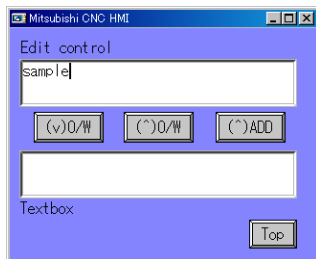 Mitsubishi CNC HMI
Edit control
sample
(v)O/W (^)O/W (^)ADD
Textbox
Top